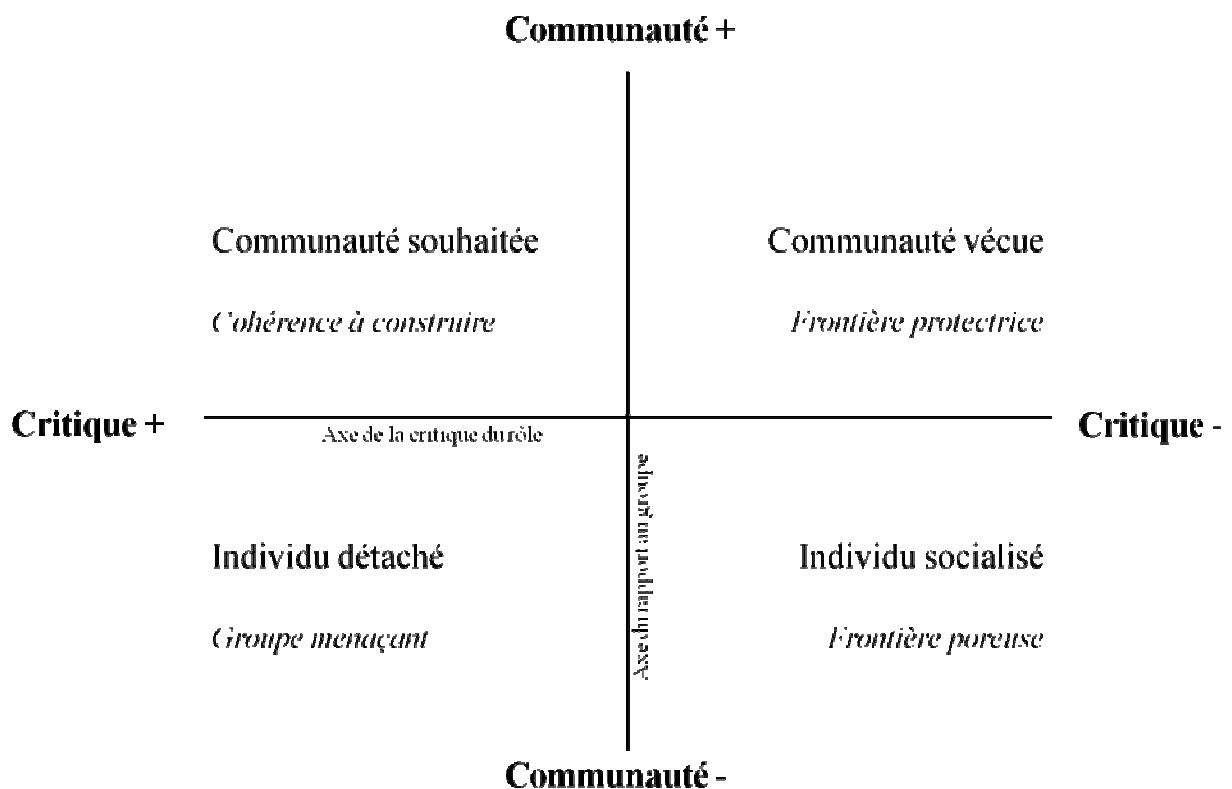 Communauté +
Communauté souhaitée
Communauté vécue
Cohérence à construire
Frontière protectrice
Critique +
Critique -
Axe de la critique du rôle
Axe du rapport au groupe
Individu détaché
Individu socialisé
Groupe menaçant
Frontière poreuse
Communauté -